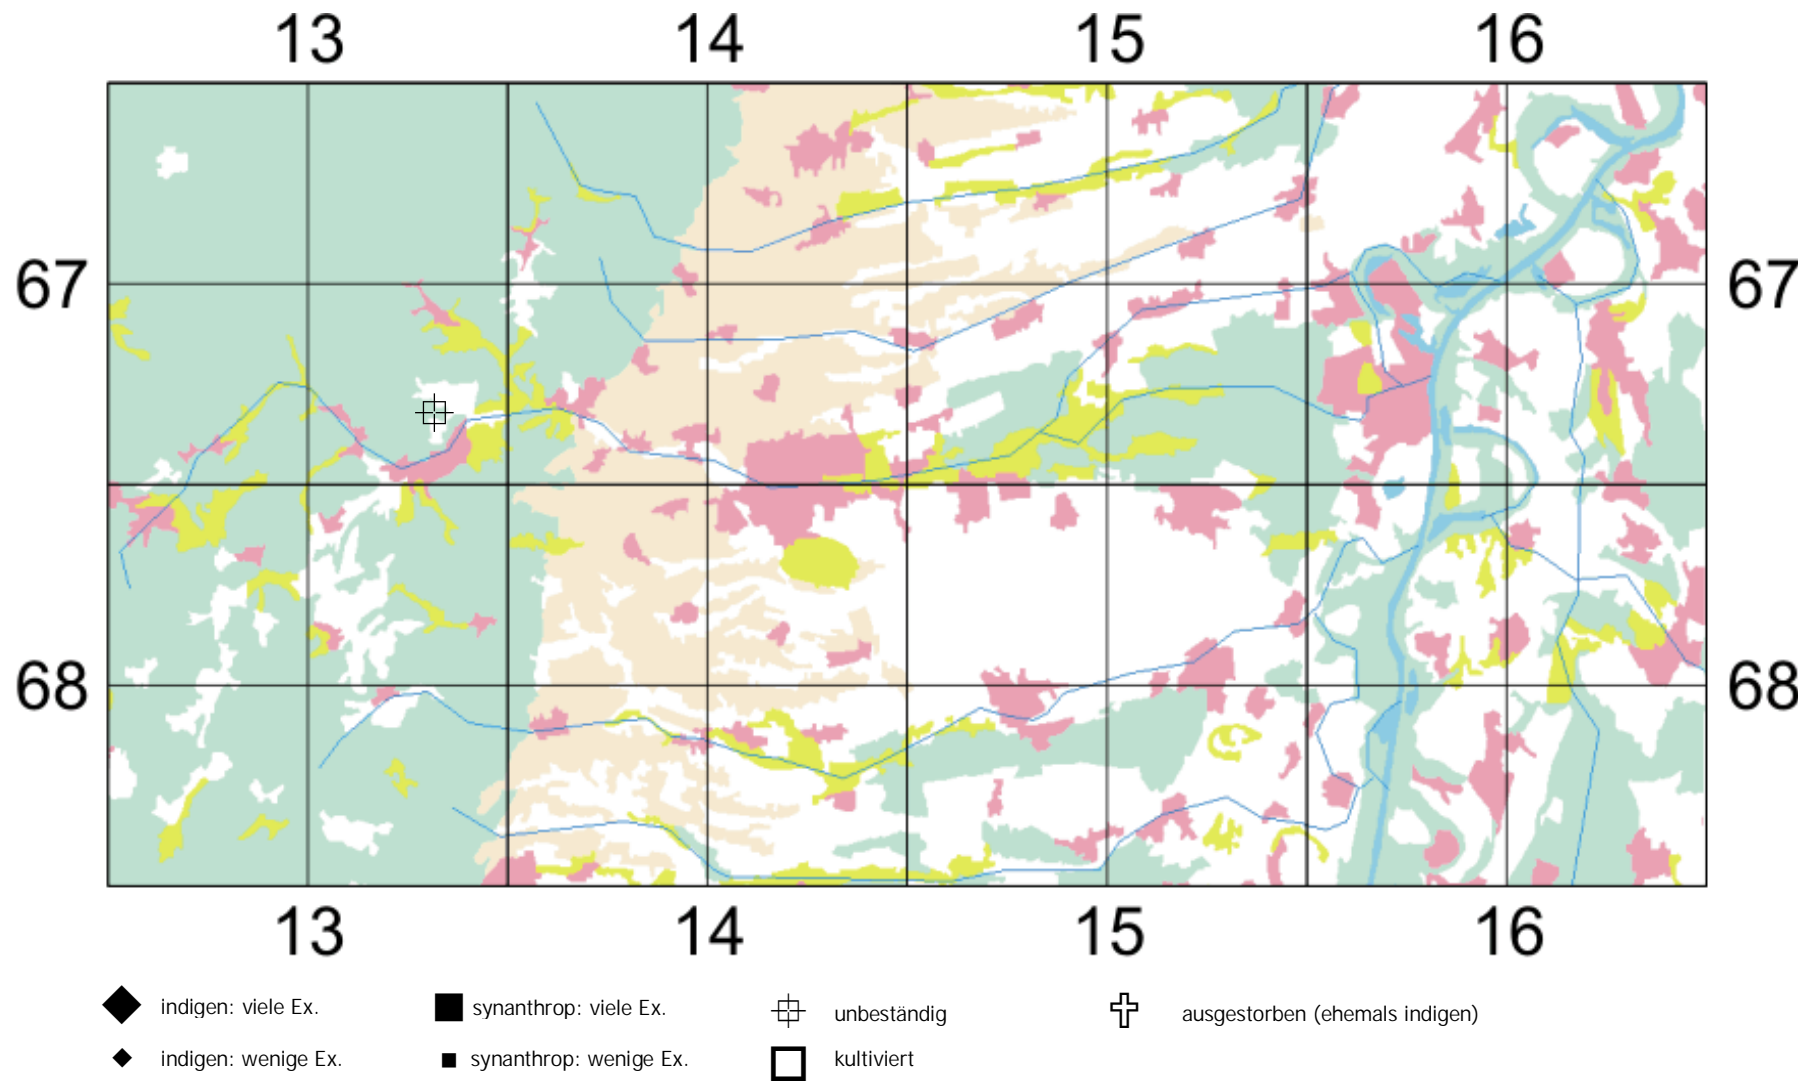 13 14 15 16
67 67
68 68
13 14 15 16
indigen: viele Ex. synanthrop: viele Ex. unbeständig ausgestorben (ehemals indigen)
indigen: wenige Ex. synanthrop: wenige Ex. kultiviert